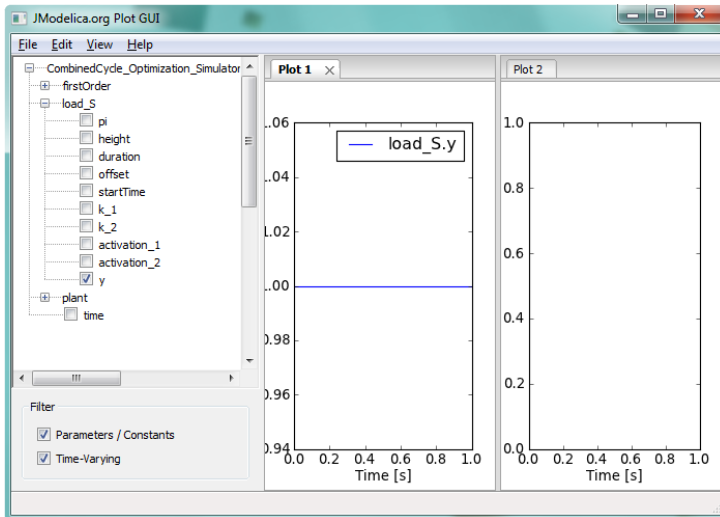 JModelica.org Plot GUI
File Edit View Help
CombinedCycle_Optimization_Simulator
firstOrder
load_S
pi
height
duration
offset
startTime
k_1
k_2
activation_1
activation_2
y
plant
time
Filter
Parameters / Constants
Time-Varying
Plot 1
load_S.y
1.06
1.04
1.02
1.00
0.98
0.96
0.94
0.0 0.2 0.4 0.6 0.8 1.0
Time [s]
Plot 2
1.0
0.8
0.6
0.4
0.2
0.0
0.0 0.2 0.4 0.6 0.8 1.0
Time [s]